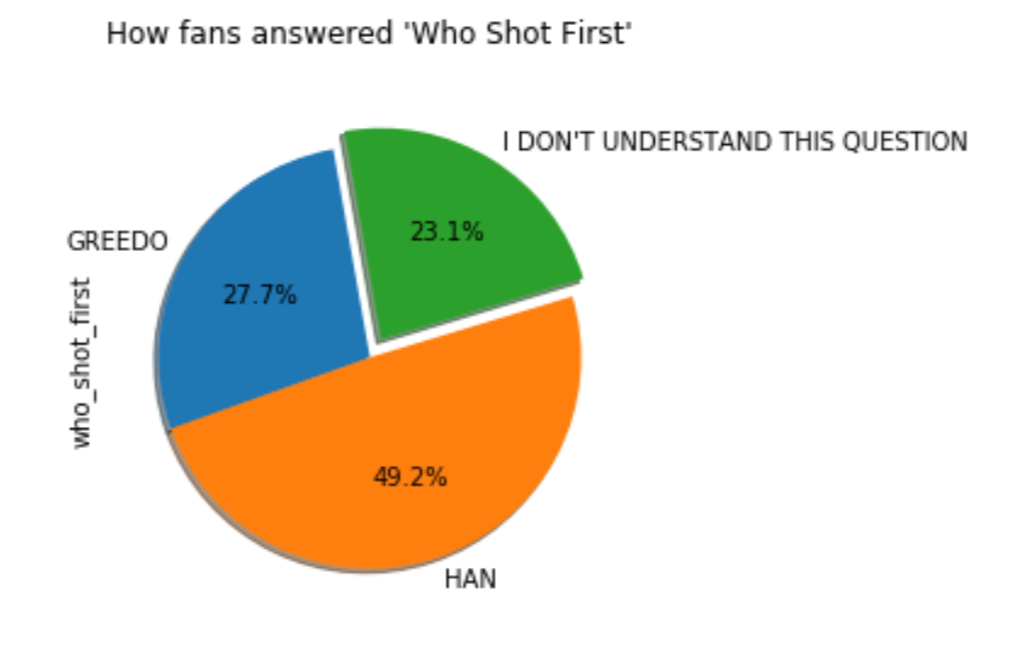 How fans answered 'Who Shot First'
I DON'T UNDERSTAND THIS QUESTION
23.1%
GREEDO
27.7%
who_shot_first
49.2%
HAN